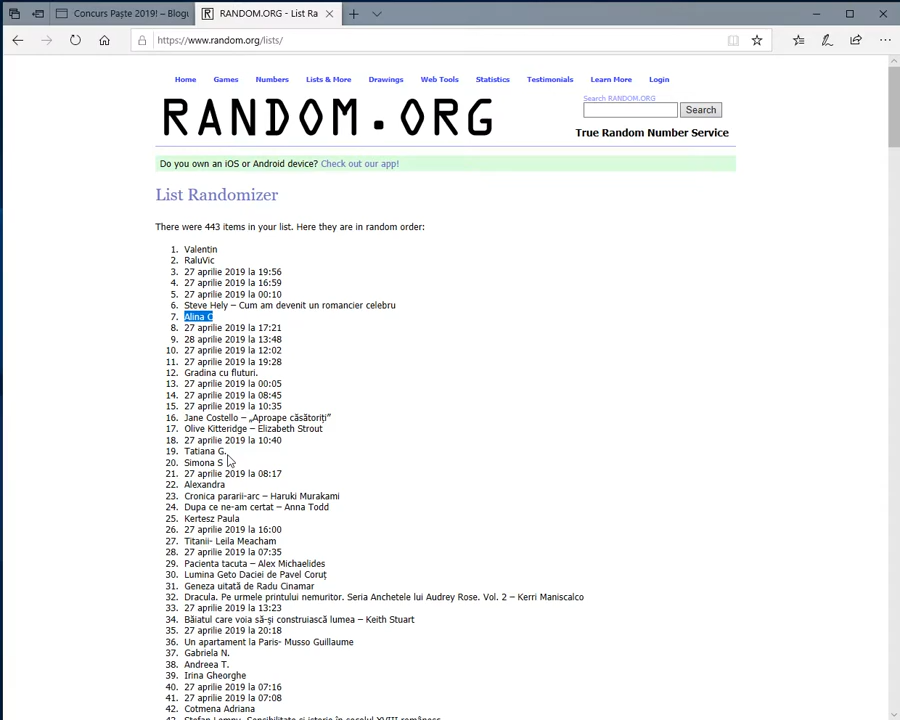 Concurs Paște 2019! – Blogu
RANDOM.ORG - List Ra
https://www.random.org/lists/
Home Games Numbers Lists & More Drawings Web Tools Statistics Testimonials Learn More Login
RANDOM.ORG
Search RANDOM.ORG
Search
True Random Number Service
Do you own an iOS or Android device? Check out our app!
List Randomizer
There were 443 items in your list. Here they are in random order:
1. Valentin
2. RaluVic
3. 27 aprilie 2019 la 19:56
4. 27 aprilie 2019 la 16:59
5. 27 aprilie 2019 la 00:10
6. Steve Hely – Cum am devenit un romancier celebru
7. Alina C
8. 27 aprilie 2019 la 17:21
9. 28 aprilie 2019 la 13:48
10. 27 aprilie 2019 la 12:02
11. 27 aprilie 2019 la 19:28
12. Gradina cu fluturi.
13. 27 aprilie 2019 la 00:05
14. 27 aprilie 2019 la 08:45
15. 27 aprilie 2019 la 10:35
16. Jane Costello – „Aproape căsătoriți”
17. Olive Kitteridge – Elizabeth Strout
18. 27 aprilie 2019 la 10:40
19. Tatiana G.
20. Simona S
21. 27 aprilie 2019 la 08:17
22. Alexandra
23. Cronica pararii-arc – Haruki Murakami
24. Dupa ce ne-am certat – Anna Todd
25. Kertesz Paula
26. 27 aprilie 2019 la 16:00
27. Titanii- Leila Meacham
28. 27 aprilie 2019 la 07:35
29. Pacienta tacuta – Alex Michaelides
30. Lumina Geto Daciei de Pavel Coruț
31. Geneza uitată de Radu Cinamar
32. Dracula. Pe urmele printului nemuritor. Seria Anchetele lui Audrey Rose. Vol. 2 – Kerri Maniscalco
33. 27 aprilie 2019 la 13:23
34. Băiatul care voia să-și construiască lumea – Keith Stuart
35. 27 aprilie 2019 la 20:18
36. Un apartament la Paris- Musso Guillaume
37. Gabriela N.
38. Andreea T.
39. Irina Gheorghe
40. 27 aprilie 2019 la 07:16
41. 27 aprilie 2019 la 07:08
42. Cotmena Adriana